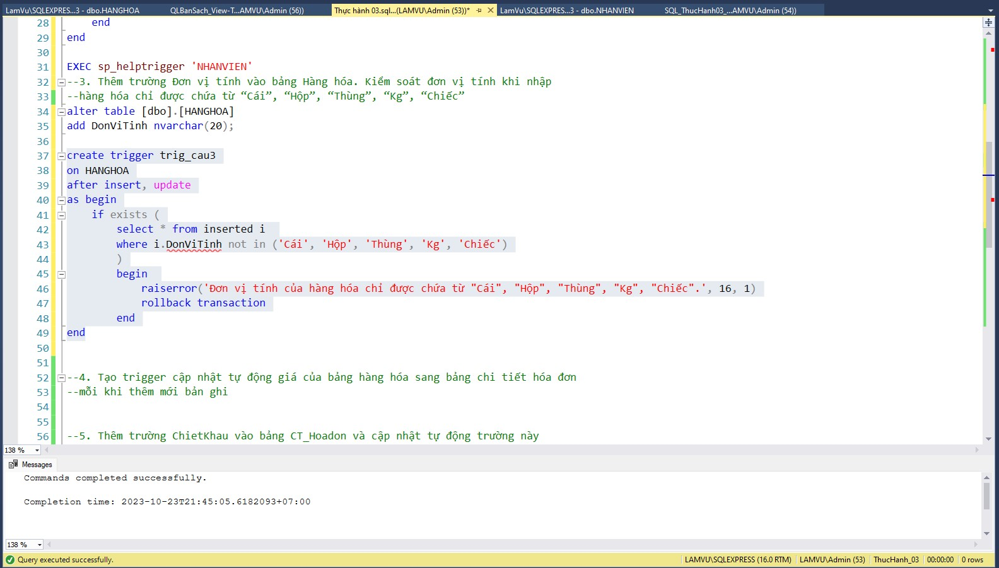 LamVu\SQLEXPRES...3 - dbo.HANGHOA
QLBanSach_View-T...AMVU\Admin (56))
Thực hành 03.sql...(LAMVU\Admin (53))*
LamVu\SQLEXPRES...3 - dbo.NHANVIEN
SQL_ThucHanh03_...AMVU\Admin (54))
28 end
29 end
30
31 EXEC sp_helptrigger 'NHANVIEN'
32 --3. Thêm trường Đơn vị tính vào bảng Hàng hóa. Kiểm soát đơn vị tính khi nhập
33 --hàng hóa chỉ được chứa từ “Cái”, “Hộp”, “Thùng”, “Kg”, “Chiếc”
34 alter table [dbo].[HANGHOA]
35 add DonViTinh nvarchar(20);
36
37 create trigger trig_cau3
38 on HANGHOA
39 after insert, update
40 as begin
41 if exists (
42 select * from inserted i
43 where i.DonViTinh not in ('Cái', 'Hộp', 'Thùng', 'Kg', 'Chiếc')
44 )
45 begin
46 raiserror('Đơn vị tính của hàng hóa chỉ được chứa từ "Cái", "Hộp", "Thùng", "Kg", "Chiếc".', 16, 1)
47 rollback transaction
48 end
49 end
50
51
52 --4. Tạo trigger cập nhật tự động giá của bảng hàng hóa sang bảng chi tiết hóa đơn
53 --mỗi khi thêm mới bản ghi
54
55
56 --5. Thêm trường ChietKhau vào bảng CT_Hoadon và cập nhật tự động trường này
138 %
Messages
Commands completed successfully.
Completion time: 2023-10-23T21:45:05.6182093+07:00
138 %
Query executed successfully.
LAMVU\SQLEXPRESS (16.0 RTM)
LAMVU\Admin (53)
ThucHanh_03
00:00:00
0 rows